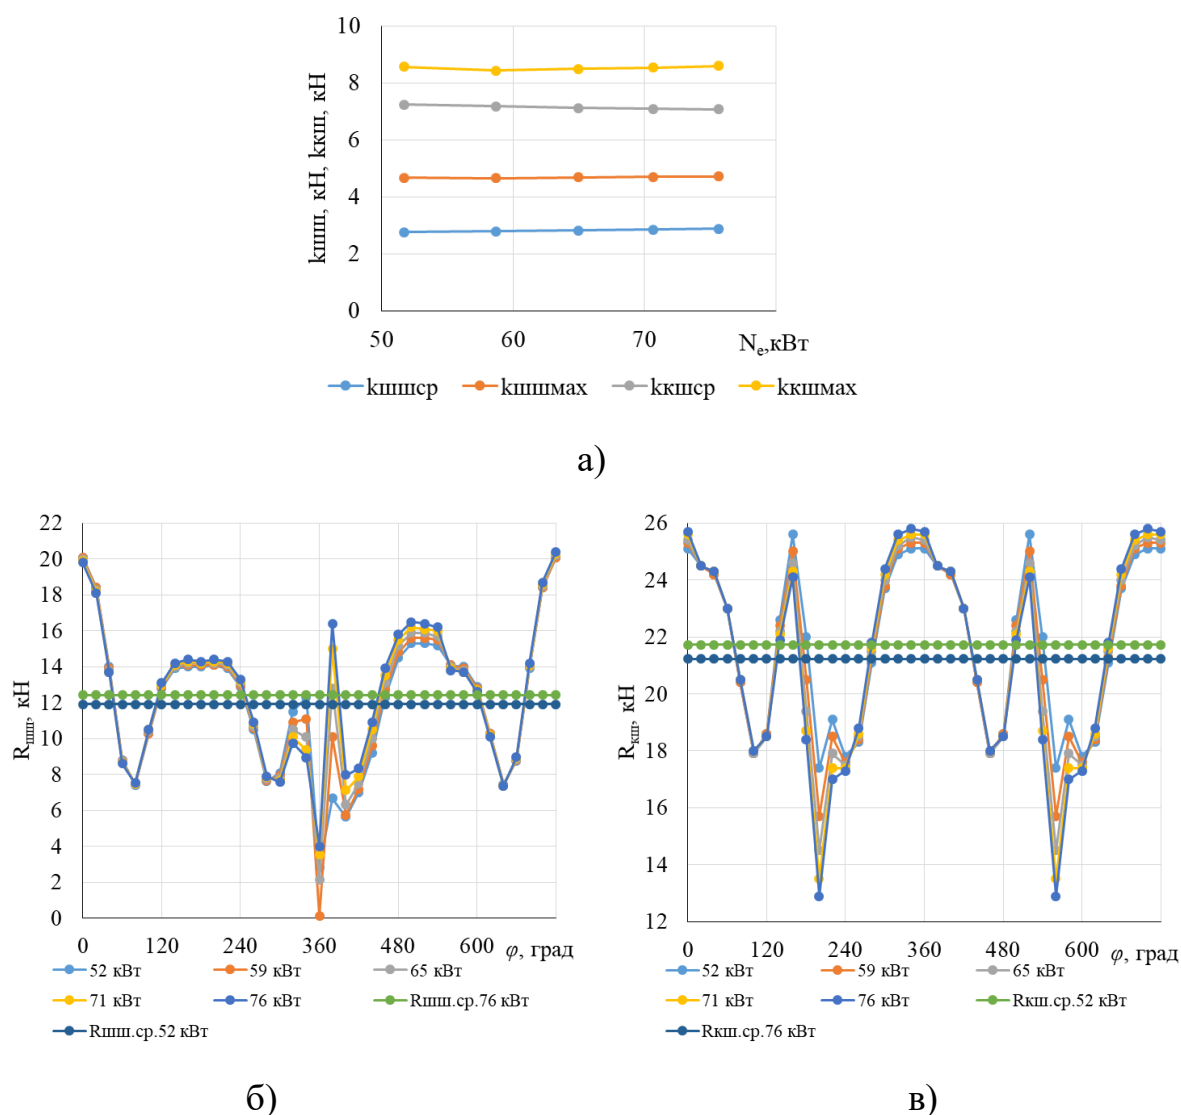 10
8
6
4
2
0
kшш, кН, kкш, кН
50 60 70 Nе,кВт
kшшср kшшмах kкшср kкшмах
а)
22
20
18
16
14
12
10
8
6
4
2
0
Rшш, кН
0 120 240 360 480 600 φ, град
52 кВт 59 кВт 65 кВт
71 кВт 76 кВт Rшш.ср.76 кВт
Rшш.ср.52 кВт
б)
26
24
22
20
18
16
14
12
Rкш, кН
0 120 240 360 480 600 φ, град
52 кВт 59 кВт 65 кВт
71 кВт 76 кВт Rкш.ср.52 кВт
Rкш.ср.76 кВт
в)